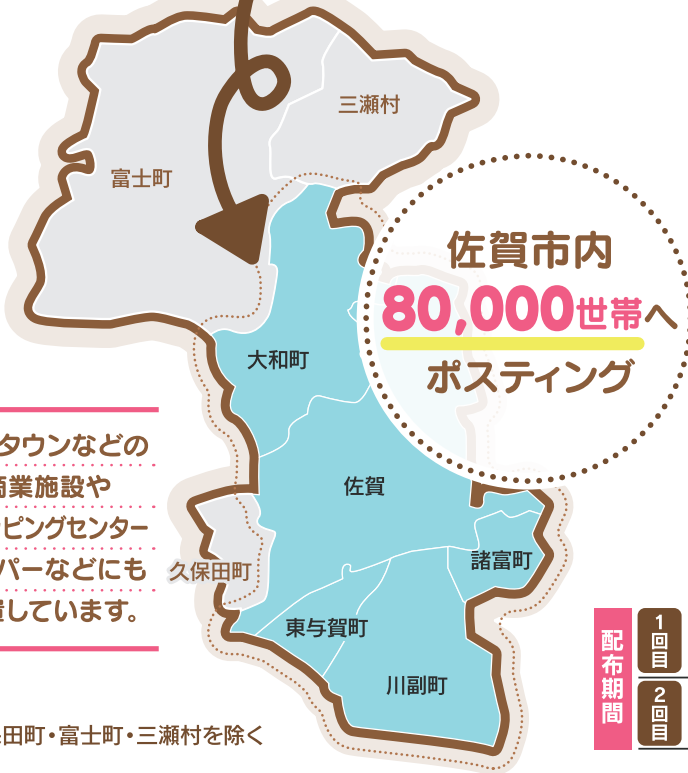 三瀬村
富士町
佐賀市内
80,000世帯へ
ポスティング
大和町
タウンなどの
商業施設や
ッピングセンター
パーなどにも
置しています。
佐賀
久保田町
諸富町
東与賀町
川副町
配布期間
1回目
2回目
保田町・富士町・三瀬村を除く